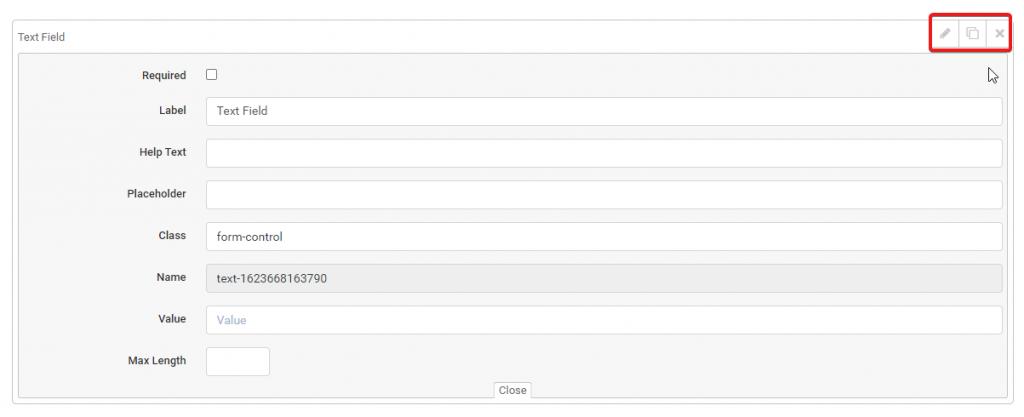 Text Field
Required
Label Text Field
Help Text
Placeholder
Class form-control
Name text-1623668163790
Value Value
Max Length
Close